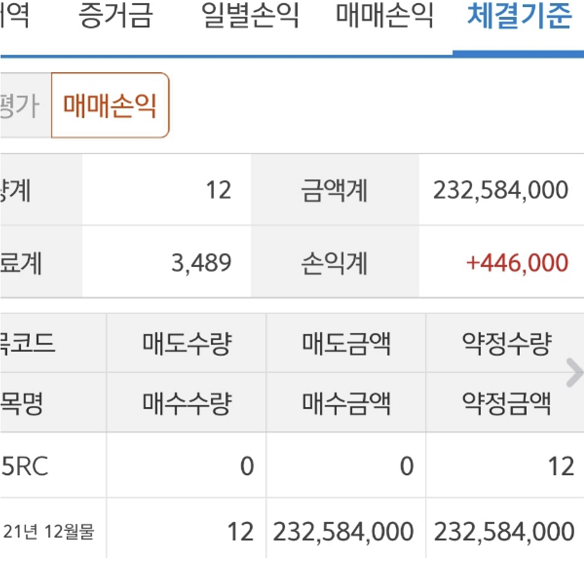 내역 증거금 일별손익 매매손익 체결기준
평가 매매손익
량계 12 금액계 232,584,000
료계 3,489 손익계 +446,000
목코드 매도수량 매도금액 약정수량
목명 매수수량 매수금액 약정금액
5RC 0 0 12
21년 12월물 12 232,584,000 232,584,000